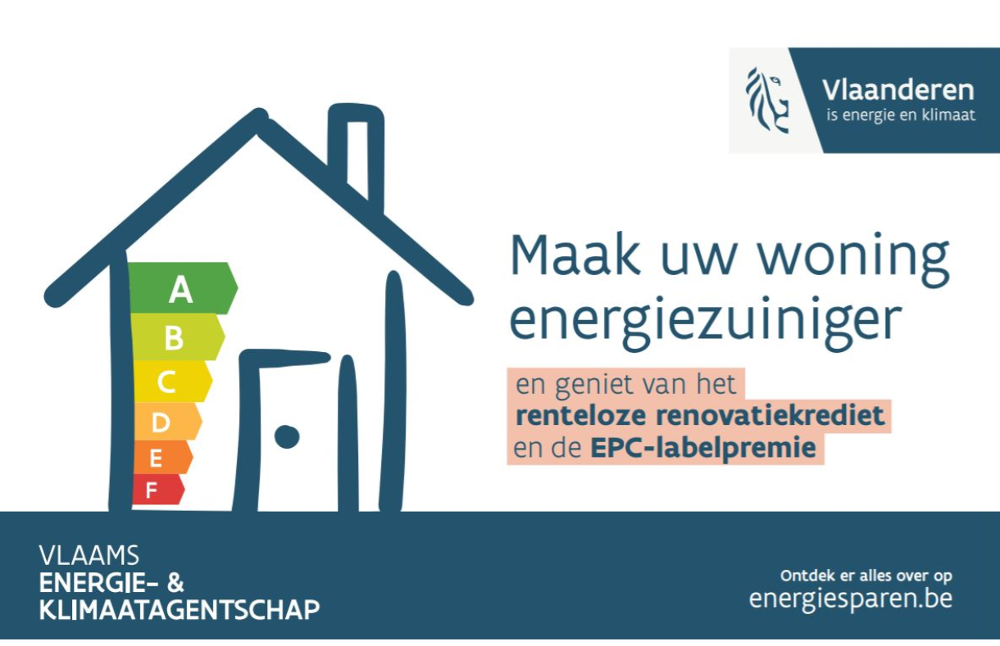 Vlaanderen
is energie en klimaat
Maak uw woning
energiezuiniger
en geniet van het
renteloze renovatiekrediet
en de EPC-labelpremie
A
B
C
D
E
F
VLAAMS
ENERGIE- &
KLIMAATAGENTSCHAP
Ontdek er alles over op
energiesparen.be